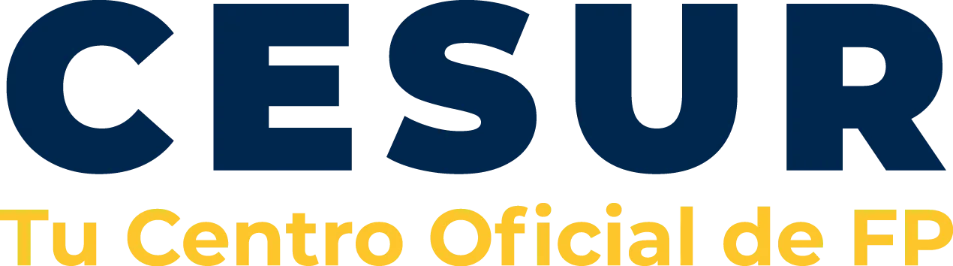 CESUR
Tu Centro Oficial de FP